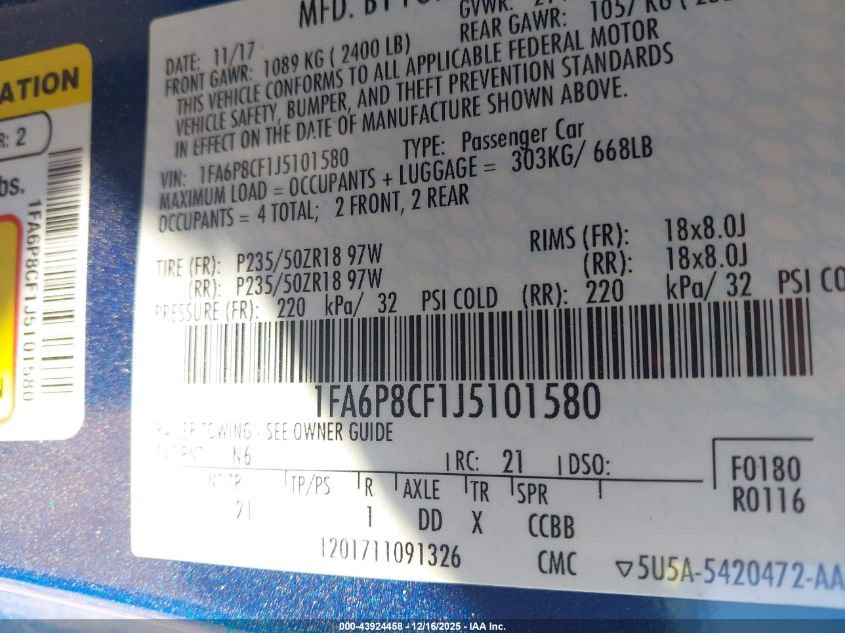 MFD. BY
GVWR:
DATE: 11/17
REAR GAWR: 1057 KG
FRONT GAWR: 1089 KG ( 2400 LB)
THIS VEHICLE CONFORMS TO ALL APPLICABLE FEDERAL MOTOR
VEHICLE SAFETY, BUMPER, AND THEFT PREVENTION STANDARDS
IN EFFECT ON THE DATE OF MANUFACTURE SHOWN ABOVE.
VIN: 1FA6P8CF1J5101580 TYPE: Passenger Car
MAXIMUM LOAD = OCCUPANTS + LUGGAGE = 303KG/ 668LB
OCCUPANTS = 4 TOTAL; 2 FRONT, 2 REAR
TIRE (FR): P235/50ZR18 97W RIMS (FR): 18x8.0J
(RR): P235/50ZR18 97W (RR): 18x8.0J
PRESSURE (FR): 220 kPa/ 32 PSI COLD (RR): 220 kPa/ 32 PSI CO
1FA6P8CF1J5101580
TRAILER TOWING - SEE OWNER GUIDE
N6 RC: 21 DSO:
INT TR TP/PS R AXLE TR SPR
21 1 DD X CCBB
F0180
R0116
1201711091326 CMC ▽5U5A-5420472-AA
ATION
R: 2
bs.
1FA6P8CF1J5101580
000-43924458 - 12/16/2025 - IAA Inc.